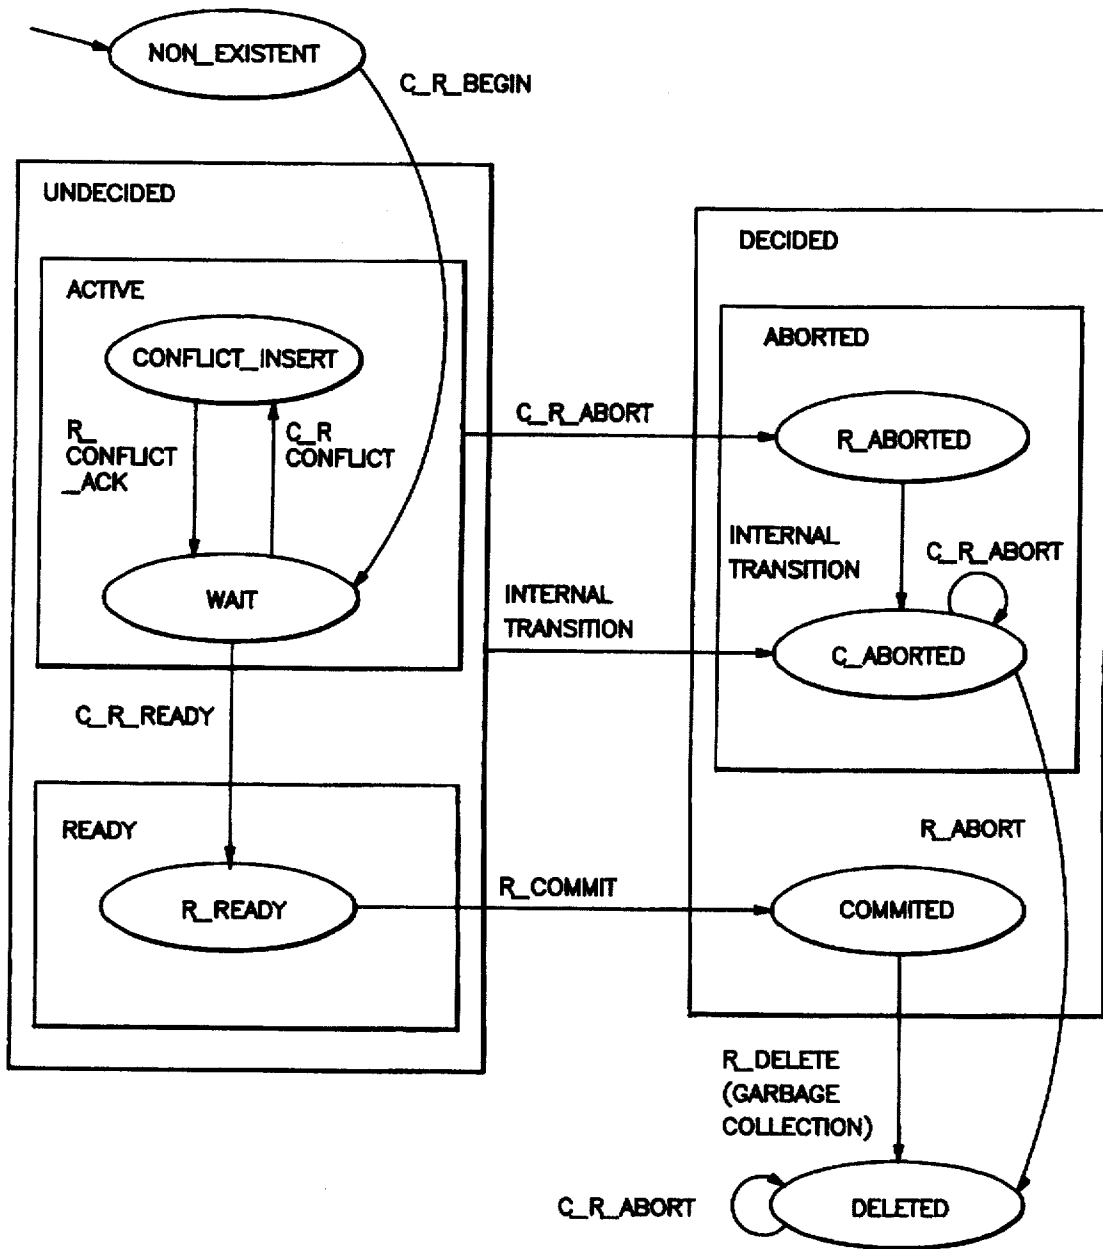 NON_EXISTENT
C_R_BEGIN
UNDECIDED
DECIDED
ACTIVE
CONFLICT_INSERT
R_
CONFLICT
_ACK
C_R
CONFLICT
WAIT
C_R_ABORT
ABORTED
R_ABORTED
INTERNAL
TRANSITION
C_R_ABORT
INTERNAL
TRANSITION
C_ABORTED
C_R_READY
READY
R_READY
R_COMMIT
R_ABORT
COMMITED
R_DELETE
(GARBAGE
COLLECTION)
C_R_ABORT
DELETED